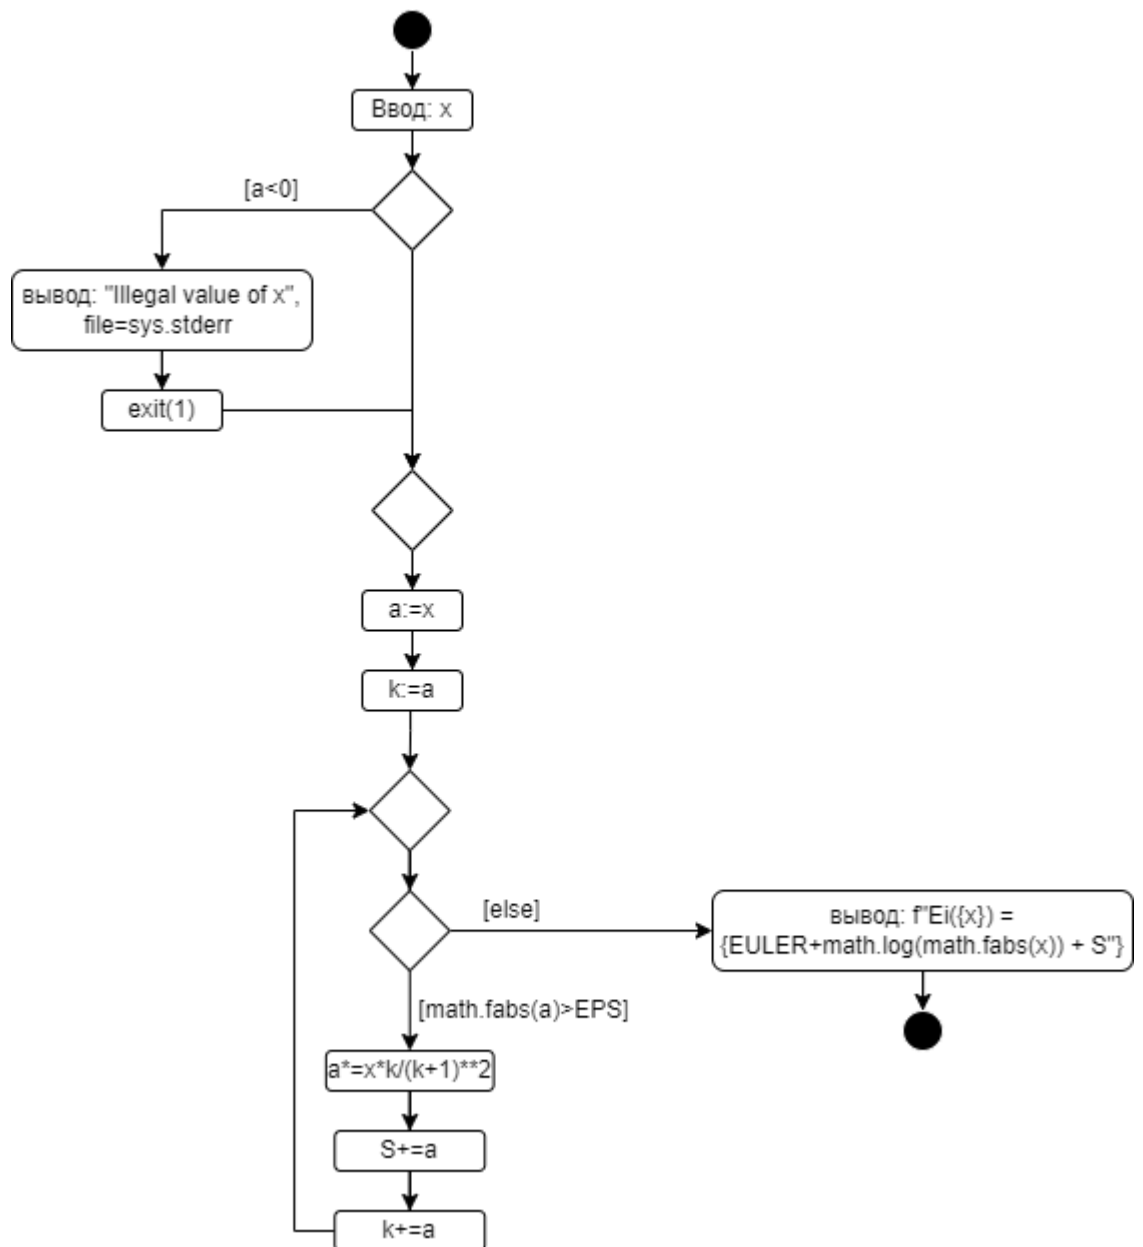 Ввод: x
[a<0]
вывод: "Illegal value of x",
file=sys.stderr
exit(1)
a:=x
k:=a
[else]
вывод: f"Ei({x}) =
{EULER+math.log(math.fabs(x)) + S"}
[math.fabs(a)>EPS]
a*=x*k/(k+1)**2
S+=a
k+=a